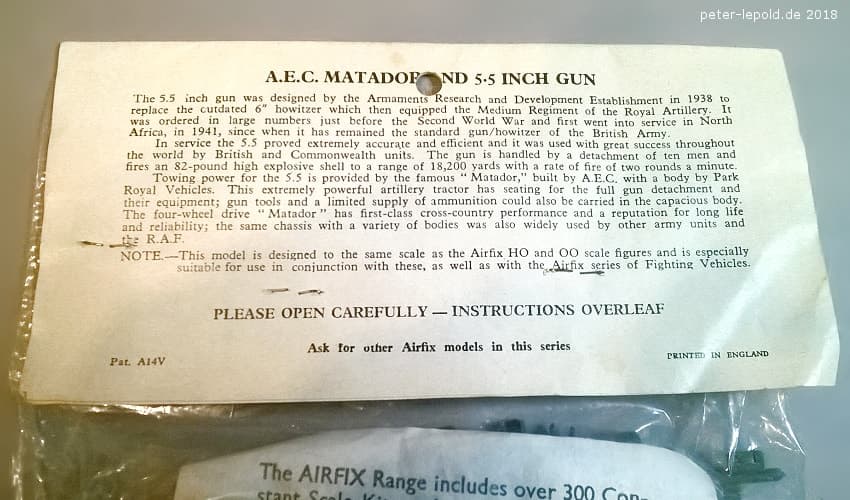 peter-lepold.de 2018
A.E.C. MATADOR ND 5·5 INCH GUN
The 5.5 inch gun was designed by the Armaments Research and Development Establishment in 1938 to
replace the outdated 6" howitzer which then equipped the Medium Regiment of the Royal Artillery. It
was ordered in large numbers just before the Second World War and first went into service in North
Africa, in 1941, since when it has remained the standard gun/howitzer of the British Army.
In service the 5.5 proved extremely accurate and efficient and it was used with great success throughout
the world by British and Commonwealth units. The gun is handled by a detachment of ten men and
fires an 82-pound high explosive shell to a range of 18,200 yards with a rate of fire of two rounds a minute.
Towing power for the 5.5 is provided by the famous "Matador," built by A.E.C. with a body by Park
Royal Vehicles. This extremely powerful artillery tractor has seating for the full gun detachment and
their equipment; gun tools and a limited supply of ammunition could also be carried in the capacious body.
The four-wheel drive "Matador" has first-class cross-country performance and a reputation for long life
and reliability; the same chassis with a variety of bodies was also widely used by other army units and
the R.A.F.
NOTE.—This model is designed to the same scale as the Airfix HO and OO scale figures and is especially
suitable for use in conjunction with these, as well as with the Airfix series of Fighting Vehicles.
PLEASE OPEN CAREFULLY — INSTRUCTIONS OVERLEAF
Ask for other Airfix models in this series
Pat. A14V
PRINTED IN ENGLAND
The AIRFIX Range includes over 300 Con-
stant Scale